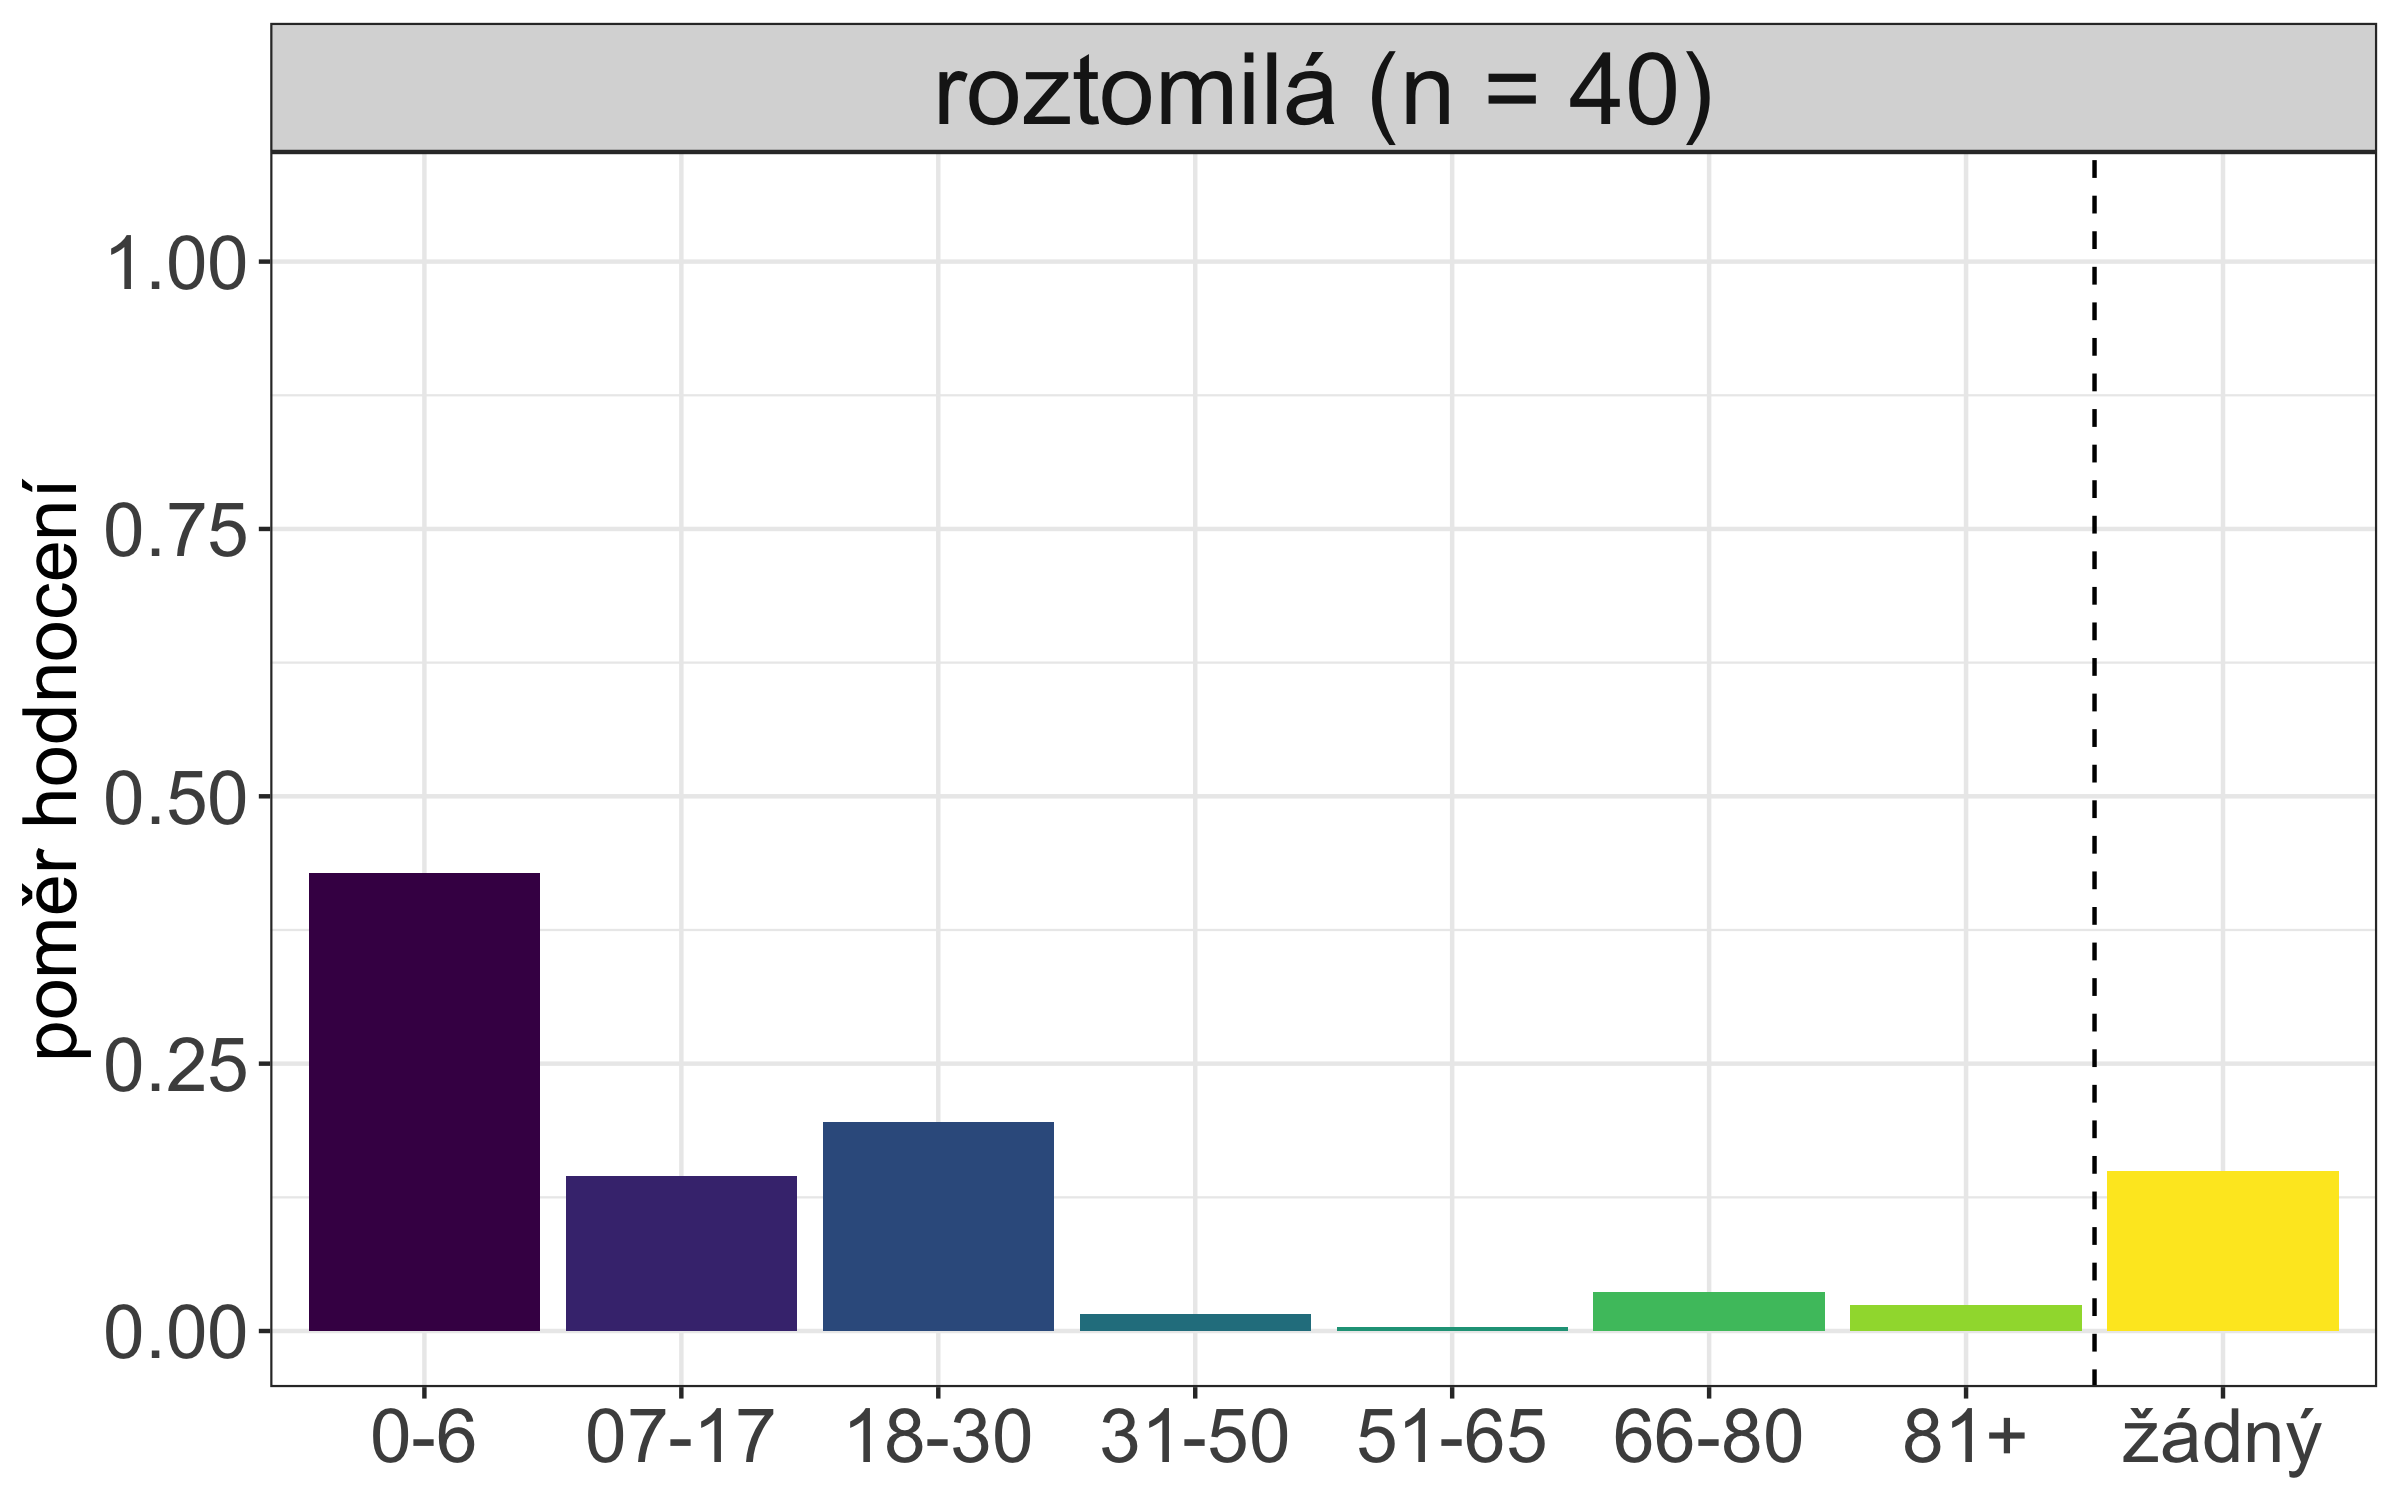 roztomilá (n = 40)
poměr hodnocení
1.00
0.75
0.50
0.25
0.00
0-6 07-17 18-30 31-50 51-65 66-80 81+ žádný